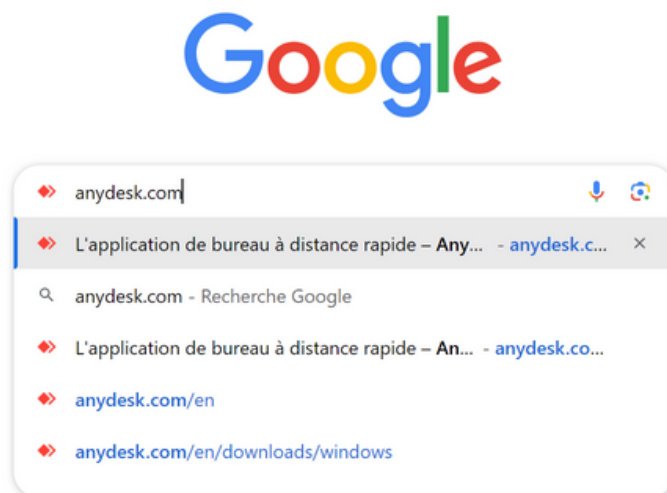 Google
anydesk.com
L'application de bureau à distance rapide – Any... - anydesk.c...
anydesk.com - Recherche Google
L'application de bureau à distance rapide – An... - anydesk.co...
anydesk.com/en
anydesk.com/en/downloads/windows